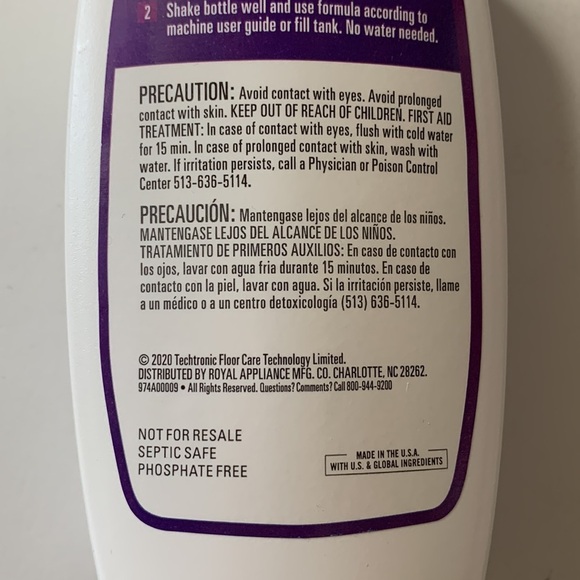 2 Shake bottle well and use formula according to
machine user guide or fill tank. No water needed.
PRECAUTION: Avoid contact with eyes. Avoid prolonged
contact with skin. KEEP OUT OF REACH OF CHILDREN. FIRST AID
TREATMENT: In case of contact with eyes, flush with cold water
for 15 min. In case of prolonged contact with skin, wash with
water. If irritation persists, call a Physician or Poison Control
Center 513-636-5114.
PRECAUCIÓN: Mantengase lejos del alcance de los niños.
MANTENGASE LEJOS DEL ALCANCE DE LOS NIÑOS.
TRATAMIENTO DE PRIMEROS AUXILIOS: En caso de contacto con
los ojos, lavar con agua fria durante 15 minutos. En caso de
contacto con la piel, lavar con agua. Si la irritación persiste, llame
a un médico o a un centro detoxicología (513) 636-5114.
© 2020 Techtronic Floor Care Technology Limited.
DISTRIBUTED BY ROYAL APPLIANCE MFG. CO. CHARLOTTE, NC 28262.
974A00009 • All Rights Reserved. Questions? Comments? Call 800-944-9200
NOT FOR RESALE
SEPTIC SAFE
PHOSPHATE FREE
MADE IN THE U.S.A.
WITH U.S. & GLOBAL INGREDIENTS